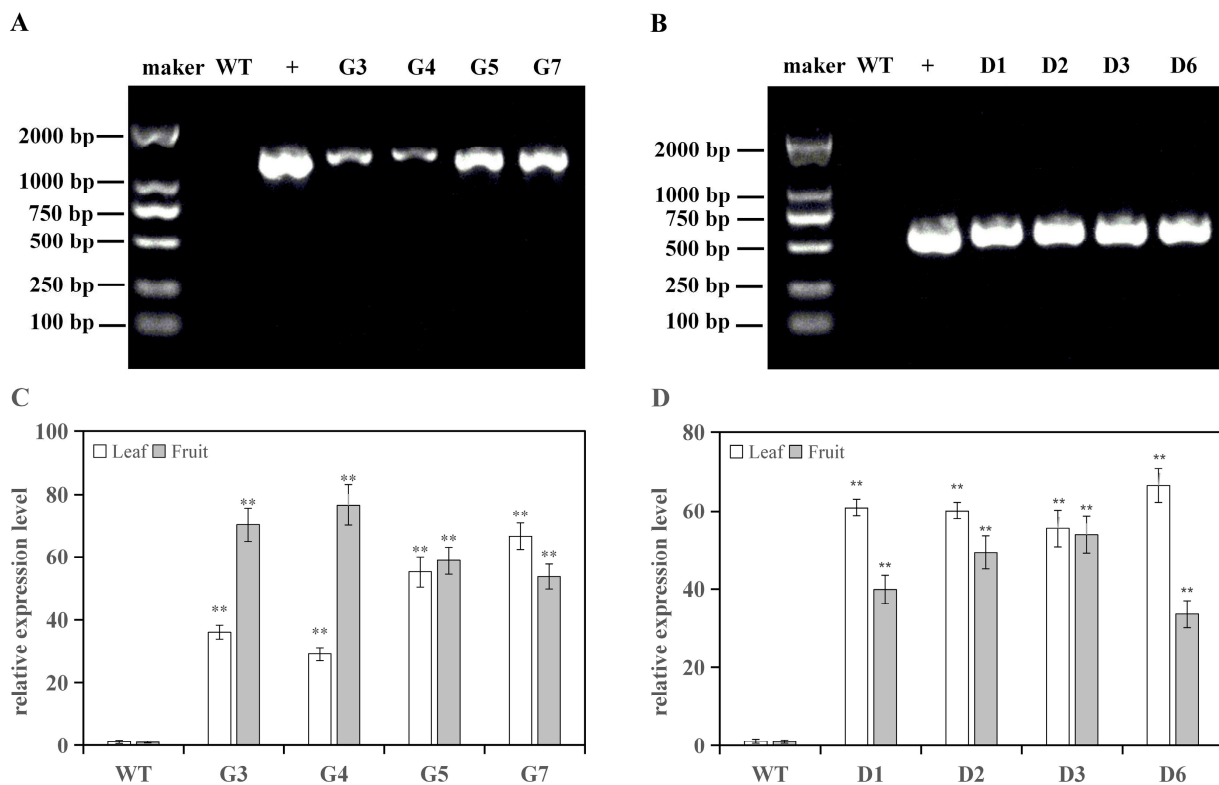 A
maker WT + G3 G4 G5 G7
2000 bp
1000 bp
750 bp
500 bp
250 bp
100 bp
B
maker WT + D1 D2 D3 D6
2000 bp
1000 bp
750 bp
500 bp
250 bp
100 bp
C
relative expression level
100
80
60
40
20
0
Leaf Fruit
** ** ** ** ** ** ** **
WT G3 G4 G5 G7
D
relative expression level
80
60
40
20
0
Leaf Fruit
** ** ** ** ** ** ** **
WT D1 D2 D3 D6